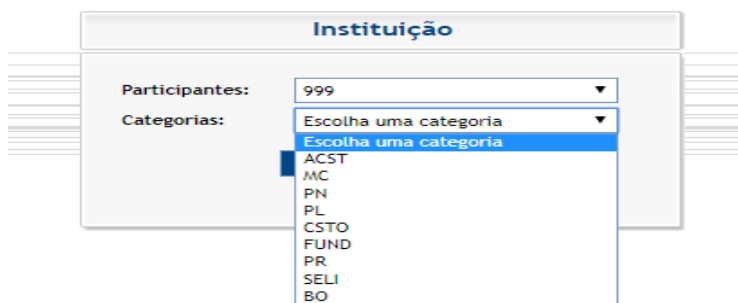 Instituição
Participantes: 999
Categorias: Escolha uma categoria
Escolha uma categoria
ACST
MC
PN
PL
CSTO
FUND
PR
SELI
BO